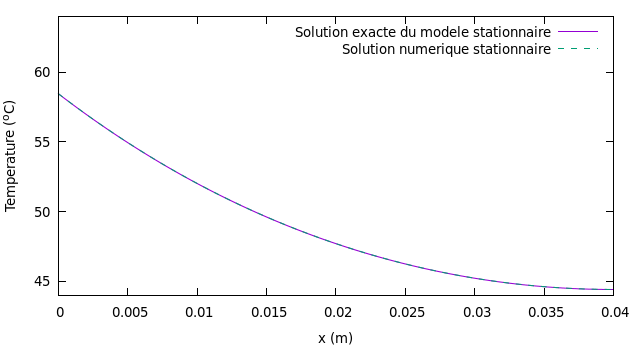 Solution exacte du modele stationnaire
Solution numerique stationnaire
Temperature (°C)
60
55
50
45
0 0.005 0.01 0.015 0.02 0.025 0.03 0.035 0.04
x (m)